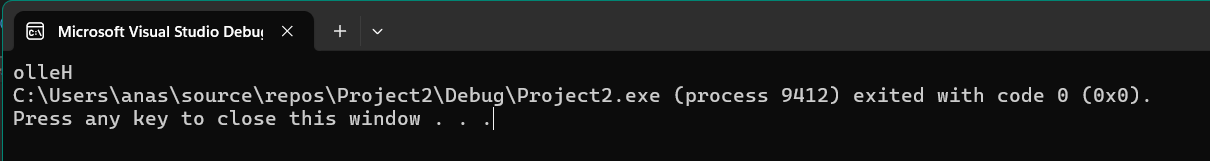 Microsoft Visual Studio Debu
olleH
C:\Users\anas\source\repos\Project2\Debug\Project2.exe (process 9412) exited with code 0 (0x0).
Press any key to close this window . . .